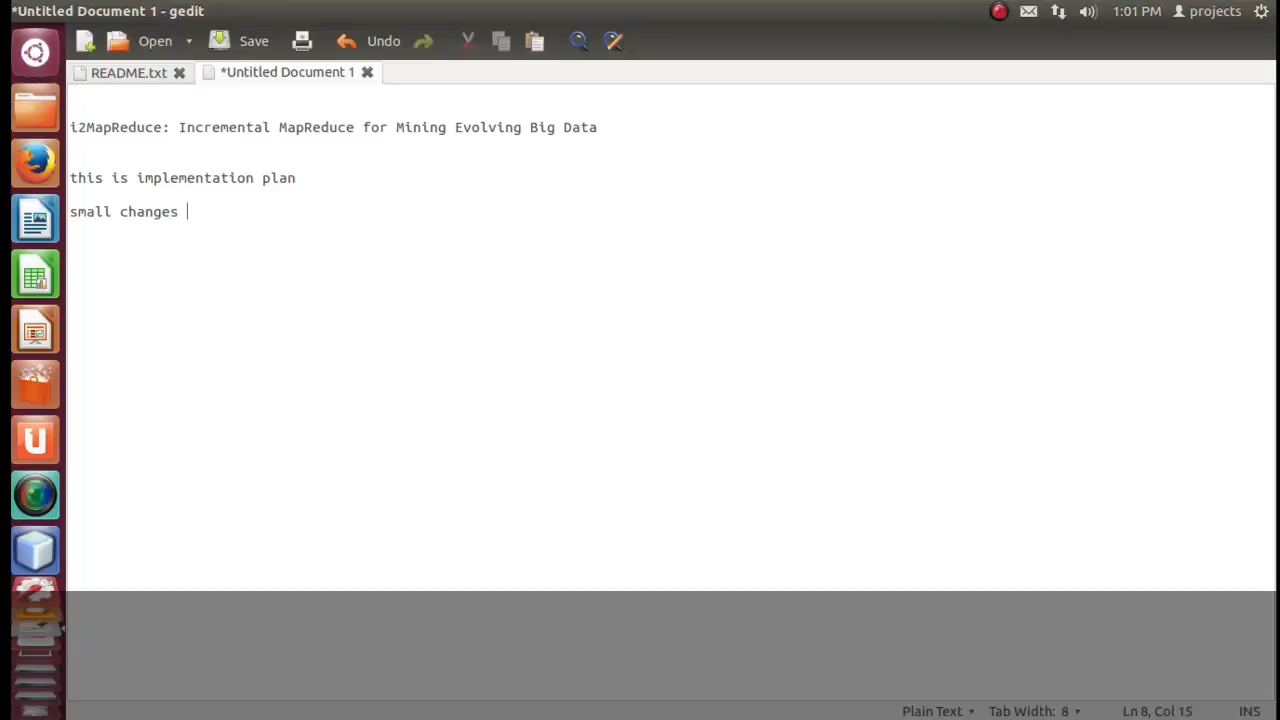 *Untitled Document 1 - gedit
1:01 PM projects
Open Save Undo
README.txt *Untitled Document 1
i2MapReduce: Incremental MapReduce for Mining Evolving Big Data
this is implementation plan
small changes
Plain Text Tab Width: 8 Ln 8, Col 15 INS